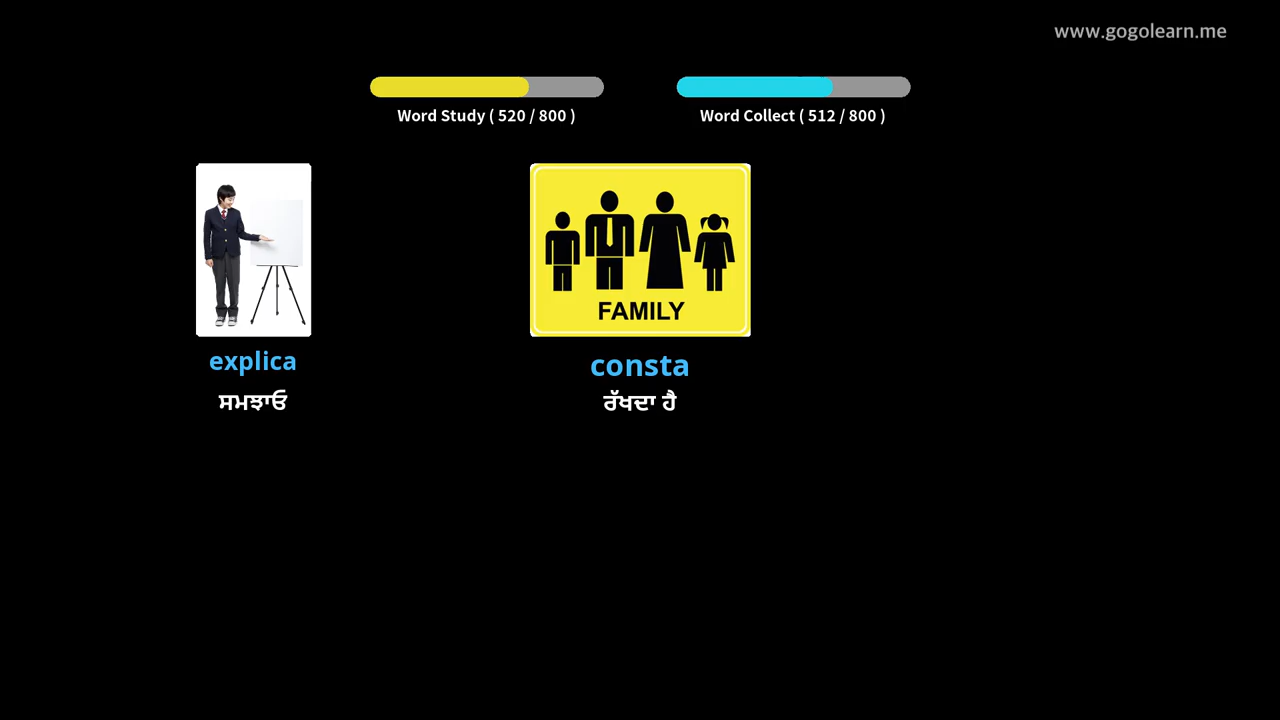 www.gogolearn.me
Word Study ( 520 / 800 )
Word Collect ( 512 / 800 )
FAMILY
explica
consta
ਸਮਝਾਓ
ਰੱਖਦਾ ਹੈ